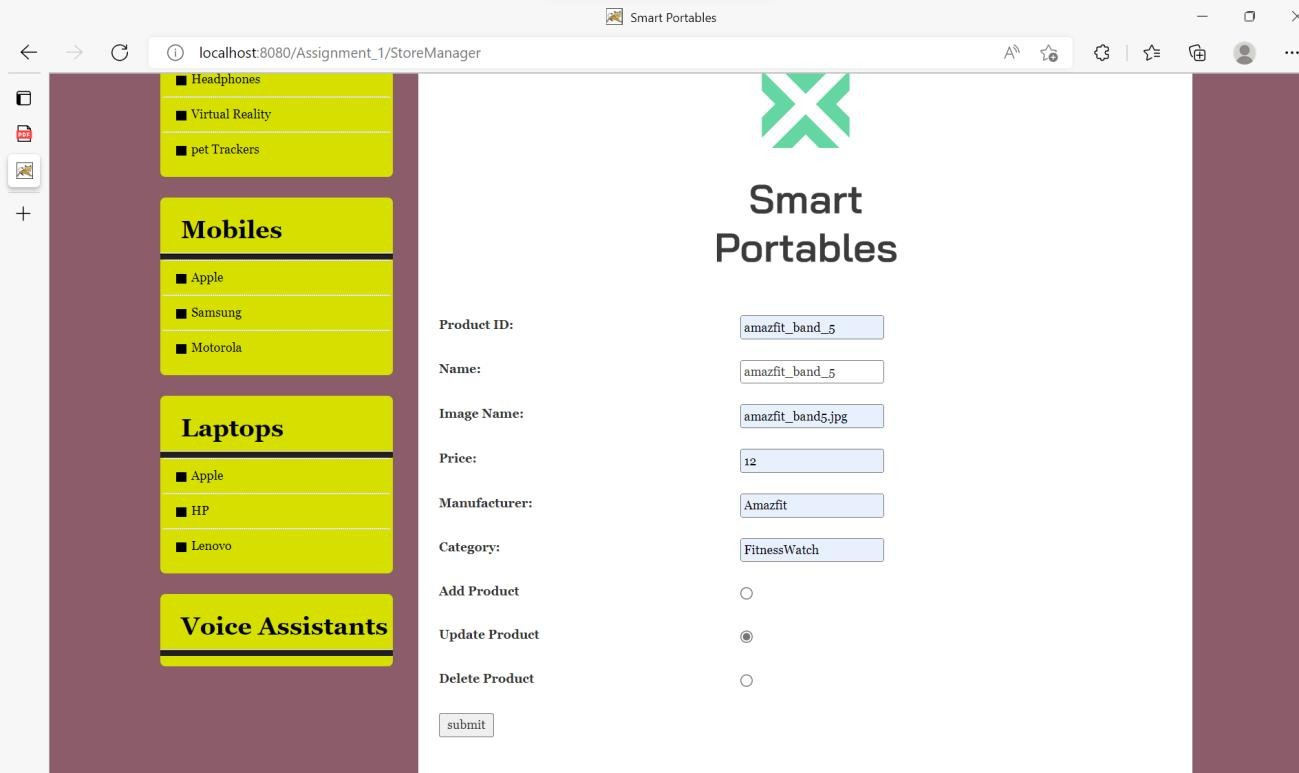 Smart Portables
localhost:8080/Assignment_1/StoreManager
Headphones
Virtual Reality
pet Trackers
Mobiles
Apple
Samsung
Motorola
Laptops
Apple
HP
Lenovo
Voice Assistants
Smart
Portables
Product ID: amazfit_band_5
Name: amazfit_band_5
Image Name: amazfit_band5.jpg
Price: 12
Manufacturer: Amazfit
Category: FitnessWatch
Add Product
Update Product
Delete Product
submit
PDF